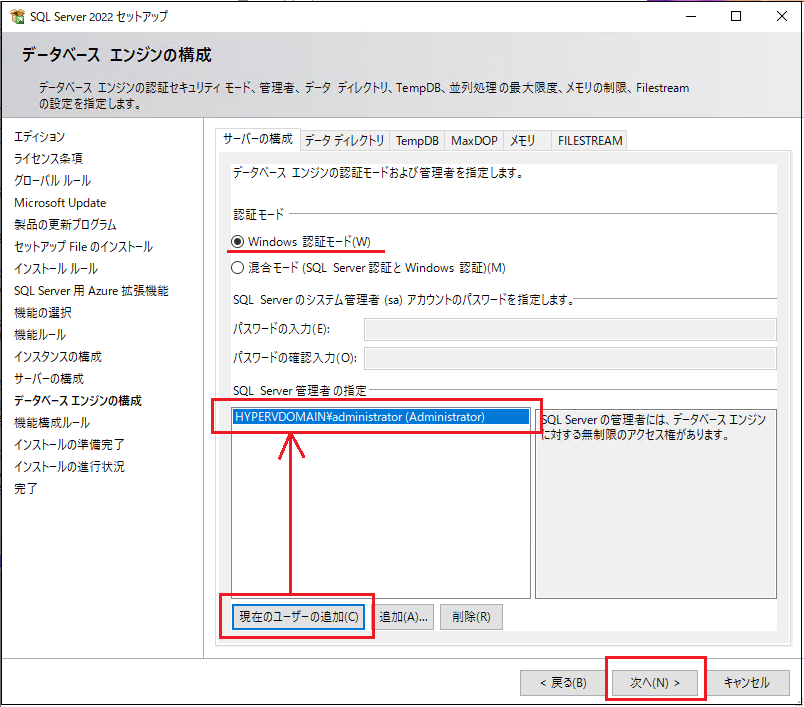 SQL Server 2022 セットアップ
データベース エンジンの構成
データベース エンジンの認証セキュリティ モード、管理者、データ ディレクトリ、TempDB、並列処理の最大限度、メモリの制限、Filestream
の設定を指定します。
エディション
ライセンス条項
グローバル ルール
Microsoft Update
製品の更新プログラム
セットアップ File のインストール
インストール ルール
SQL Server 用 Azure 拡張機能
機能の選択
機能ルール
インスタンスの構成
サーバーの構成
データベース エンジンの構成
機能構成ルール
インストールの準備完了
インストールの進行状況
完了
サーバーの構成 データ ディレクトリ TempDB MaxDOP メモリ FILESTREAM
データベース エンジンの認証モードおよび管理者を指定します。
認証モード
Windows 認証モード(W)
混合モード (SQL Server 認証と Windows 認証)(M)
SQL Server のシステム管理者 (sa) アカウントのパスワードを指定します。
パスワードの入力(E):
パスワードの確認入力(O):
SQL Server 管理者の指定
HYPERVDOMAIN¥administrator (Administrator)
SQL Server の管理者には、データベース エンジン
に対する無制限のアクセス権があります。
現在のユーザーの追加(C) 追加(A)... 削除(R)
< 戻る(B) 次へ(N) > キャンセル